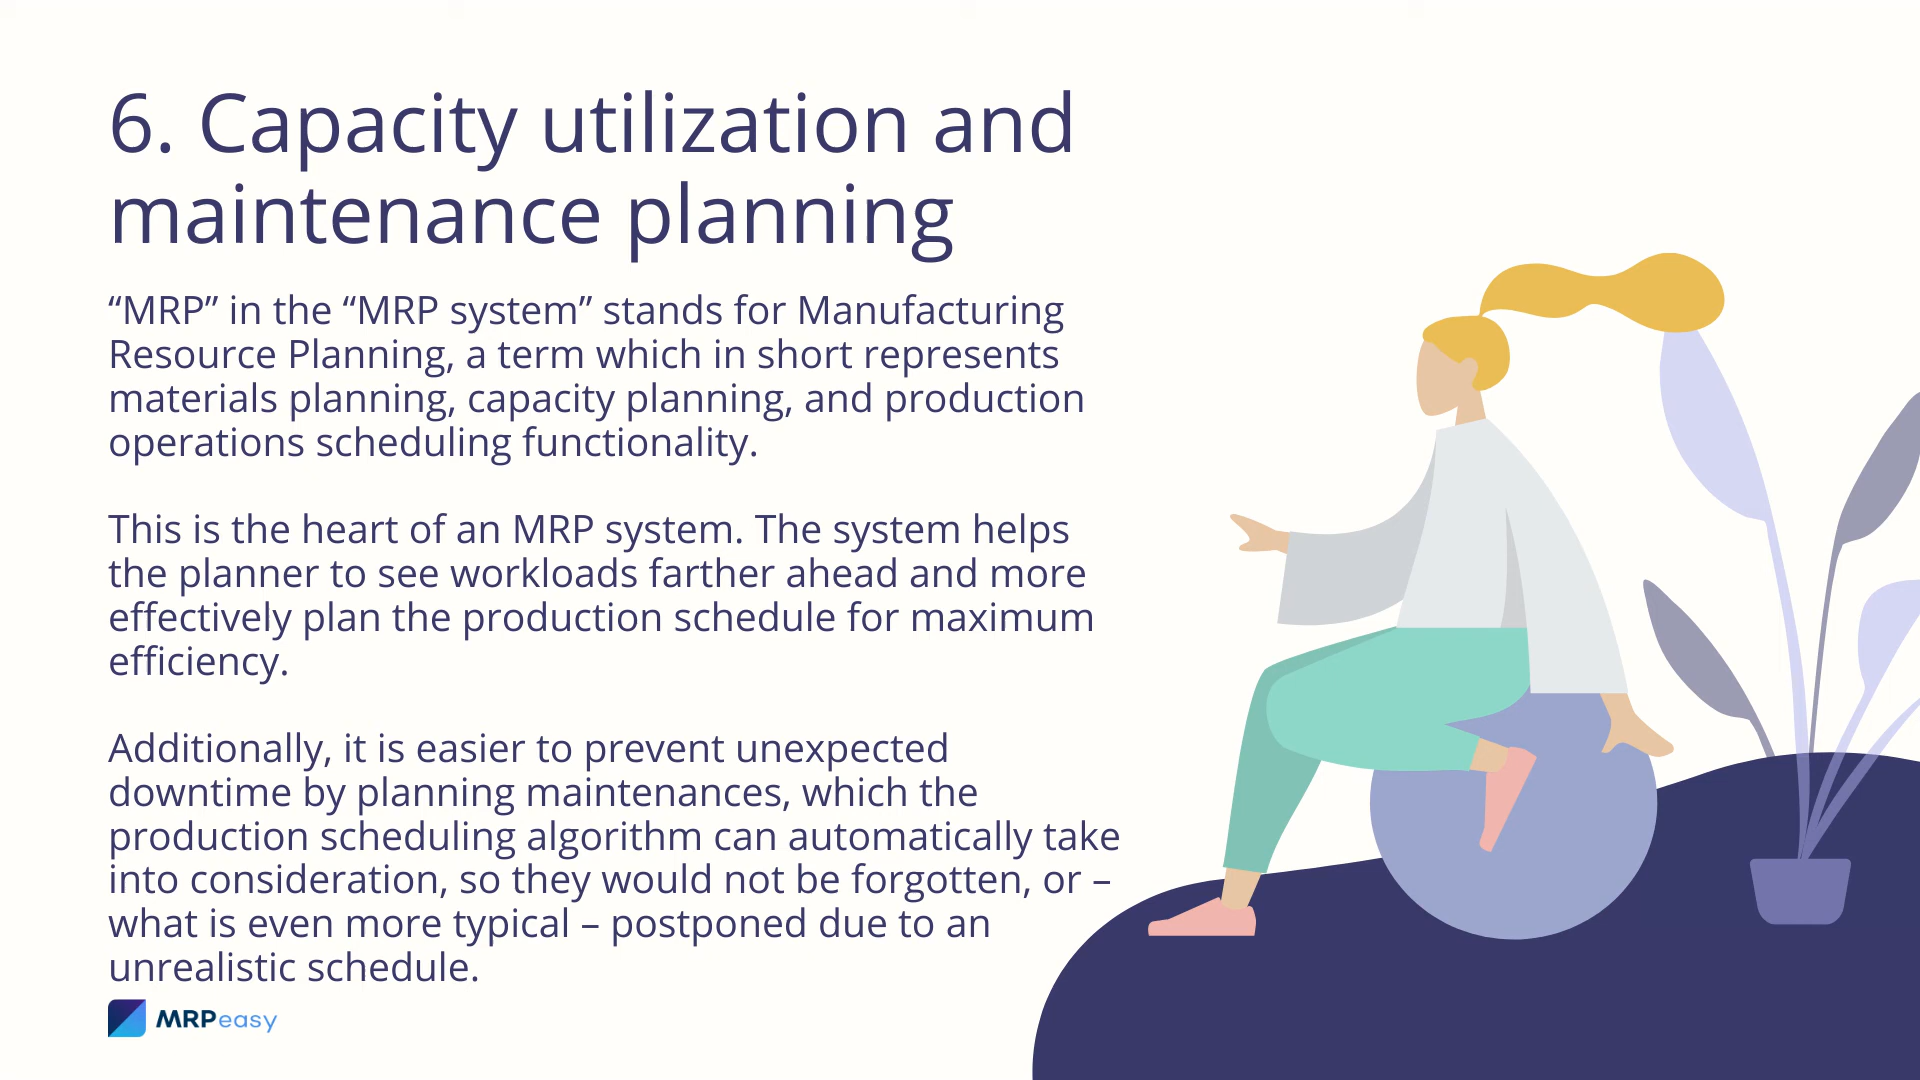 6. Capacity utilization and
maintenance planning
“MRP” in the “MRP system” stands for Manufacturing
Resource Planning, a term which in short represents
materials planning, capacity planning, and production
operations scheduling functionality.
This is the heart of an MRP system. The system helps
the planner to see workloads farther ahead and more
effectively plan the production schedule for maximum
efficiency.
Additionally, it is easier to prevent unexpected
downtime by planning maintenances, which the
production scheduling algorithm can automatically take
into consideration, so they would not be forgotten, or –
what is even more typical – postponed due to an
unrealistic schedule.
MRPeasy